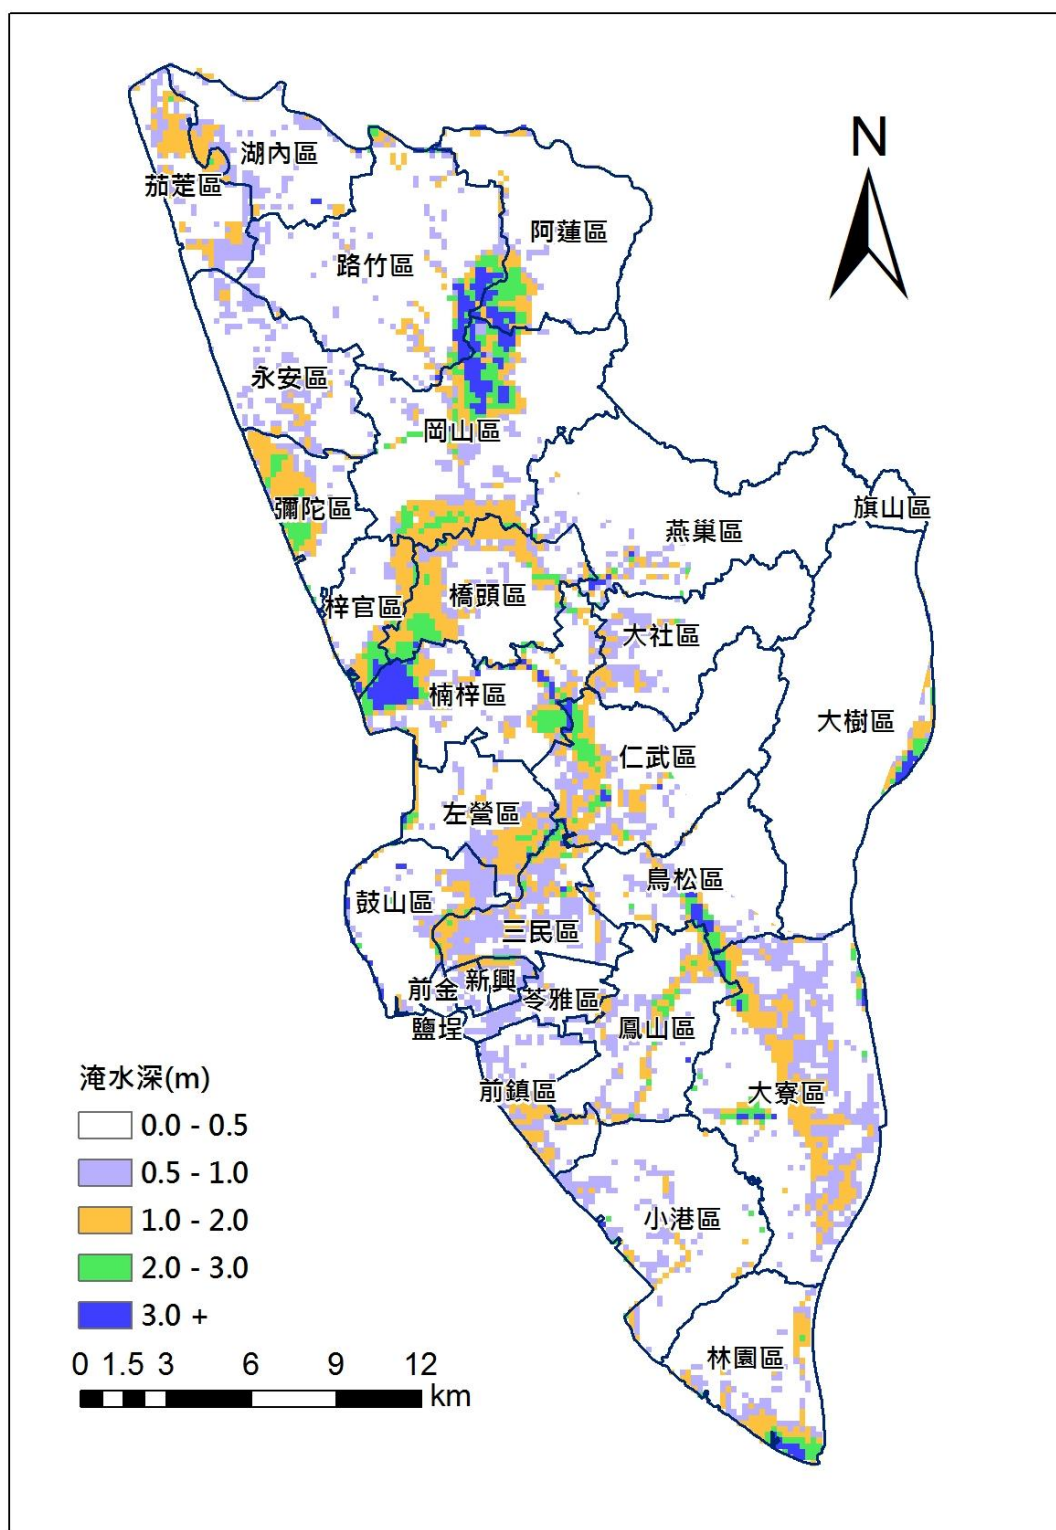 N
湖內區
茄萣區
阿蓮區
路竹區
永安區
岡山區
彌陀區
旗山區
燕巢區
梓官區
橋頭區
大社區
楠梓區
大樹區
仁武區
左營區
鳥松區
鼓山區
三民區
新興
前金
苓雅區
鹽埕
鳳山區
前鎮區
大寮區
小港區
林園區
淹水深(m)
0.0 - 0.5
0.5 - 1.0
1.0 - 2.0
2.0 - 3.0
3.0 +
0 1.5 3 6 9 12
km